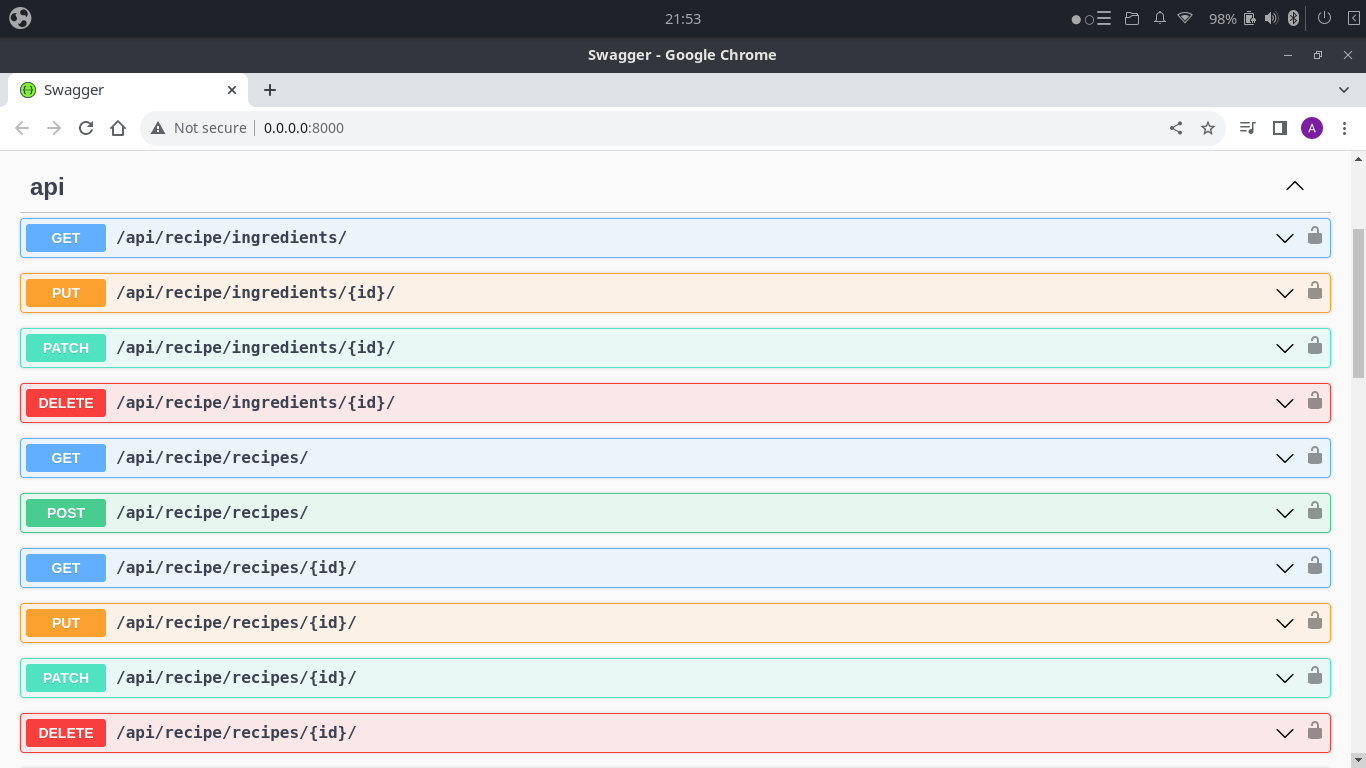 21:53
98%
Swagger - Google Chrome
Swagger
Not secure 0.0.0.0:8000
A
api
GET /api/recipe/ingredients/
PUT /api/recipe/ingredients/{id}/
PATCH /api/recipe/ingredients/{id}/
DELETE /api/recipe/ingredients/{id}/
GET /api/recipe/recipes/
POST /api/recipe/recipes/
GET /api/recipe/recipes/{id}/
PUT /api/recipe/recipes/{id}/
PATCH /api/recipe/recipes/{id}/
DELETE /api/recipe/recipes/{id}/